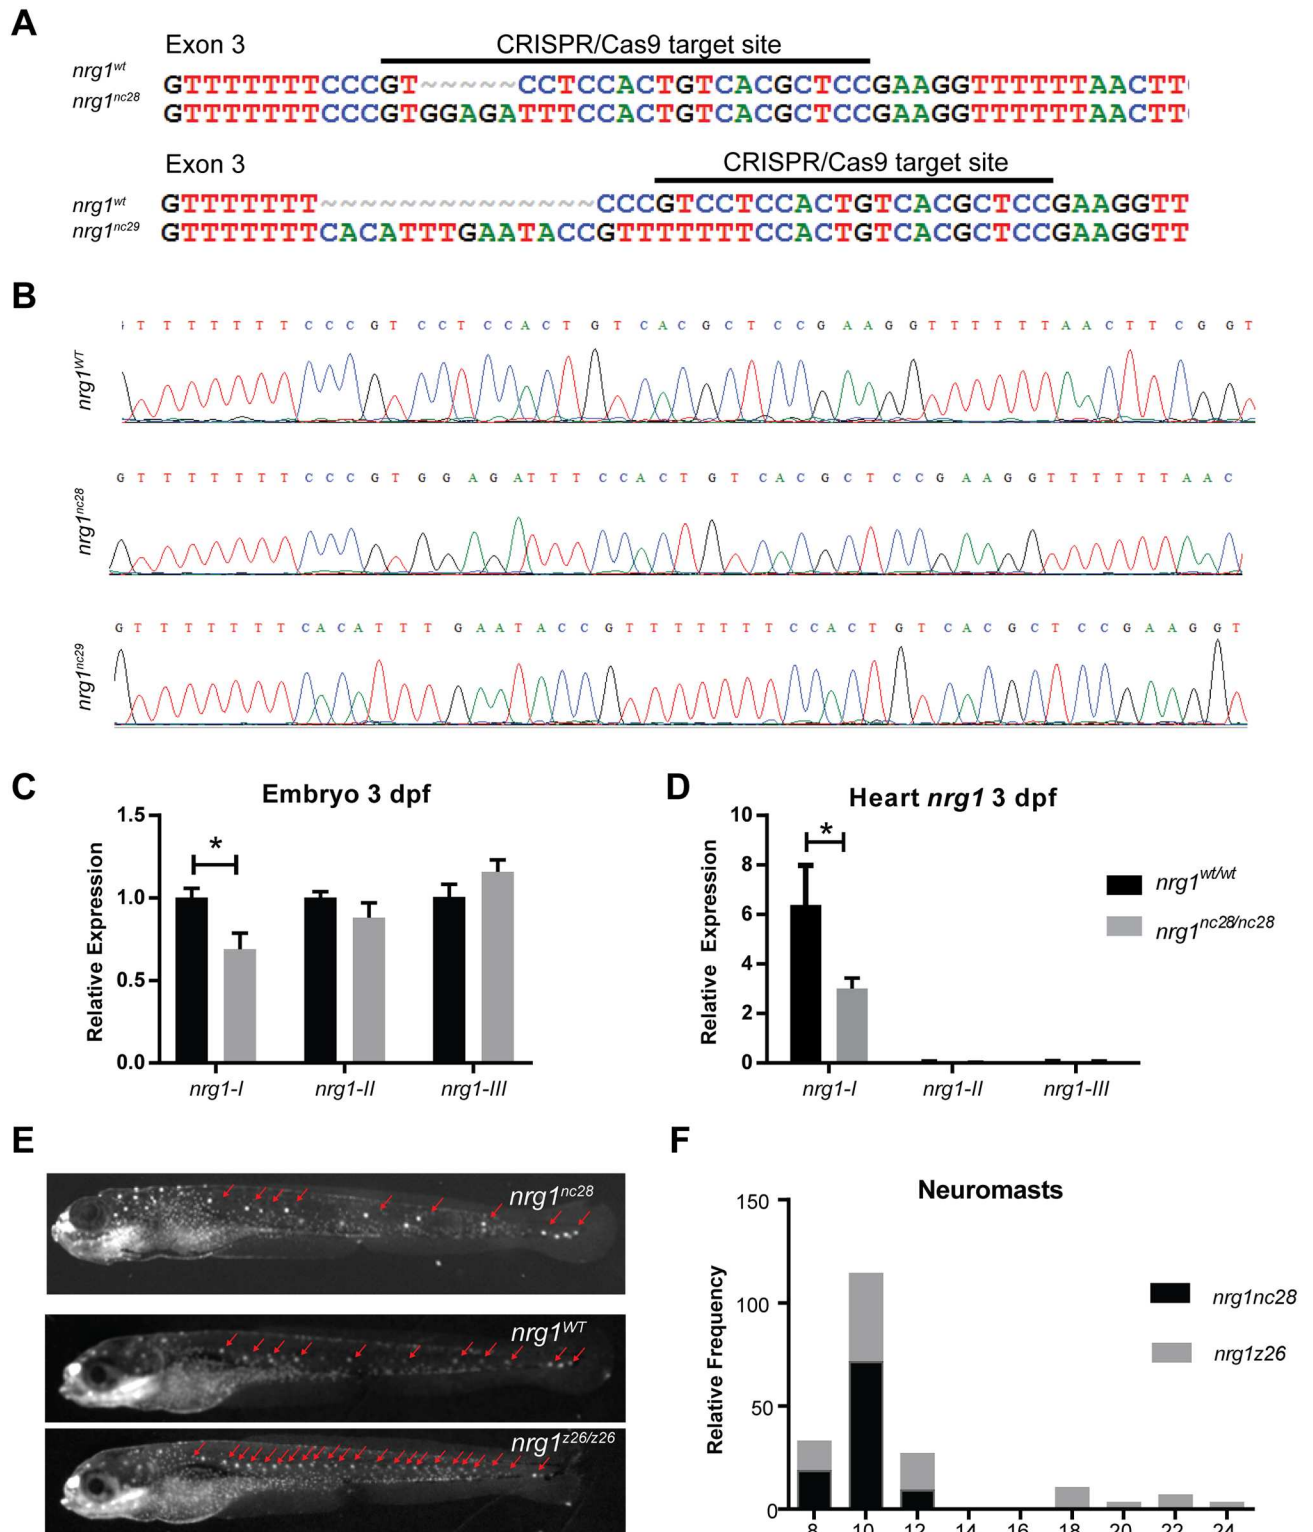 A
Exon 3
CRISPR/Cas9 target site
nrg1wt
GTTTTTTTCCCGT~~~~~CCTCCACTGTCACGCTCCGAAGGTTTTTTAACTT
nrg1nc28
GTTTTTTTCCCGTGGAGATTTCCACTGTCACGCTCCGAAGGTTTTTTAACTT
Exon 3
CRISPR/Cas9 target site
nrg1wt
GTTTTTTT~~~~~~~~~~~~~~CCCGTCCTCCACTGTCACGCTCCGAAGGTT
nrg1nc29
GTTTTTTTCACATTTGAATACCGTTTTTTTCCACTGTCACGCTCCGAAGGTT
B
nrg1WT
T T T T T T T C C C G T C C T C C A C T G T C A C G C T C C G A A G G T T T T T T A A C T T C G G T
nrg1nc28
G T T T T T T T C C C G T G G A G A T T T C C A C T G T C A C G C T C C G A A G G T T T T T T A A C
nrg1nc29
G T T T T T T T C A C A T T T G A A T A C C G T T T T T T T C C A C T G T C A C G C T C C G A A G G T
C
Embryo 3 dpf
Relative Expression
1.5
1.0
0.5
0.0
*
nrg1-I
nrg1-II
nrg1-III
D
Heart nrg1 3 dpf
Relative Expression
10
8
6
4
2
0
*
nrg1-I
nrg1-II
nrg1-III
nrg1wt/wt
nrg1nc28/nc28
E
nrg1nc28
nrg1WT
nrg1z26/z26
F
Neuromasts
Relative Frequency
150
100
50
0
8 10 12 14 16 18 20 22 24
nrg1nc28
nrg1z26